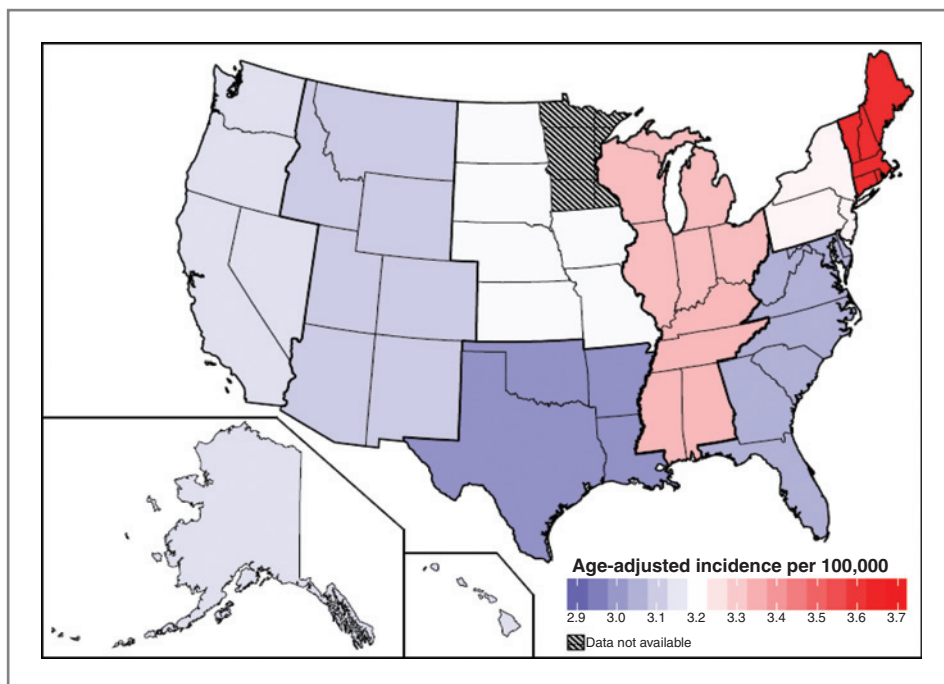 Age-adjusted incidence per 100,000
2.9 3.0 3.1 3.2 3.3 3.4 3.5 3.6 3.7
Data not available